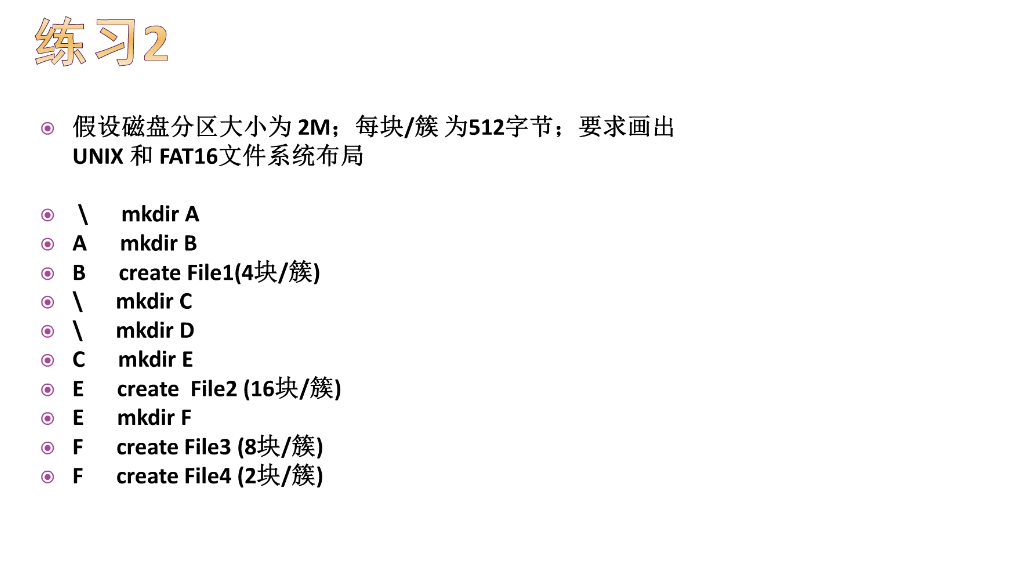 练习2
假设磁盘分区大小为 2M；每块/簇 为512字节；要求画出
UNIX 和 FAT16文件系统布局
\ mkdir A
A mkdir B
B create File1(4块/簇)
\ mkdir C
\ mkdir D
C mkdir E
E create File2 (16块/簇)
E mkdir F
F create File3 (8块/簇)
F create File4 (2块/簇)